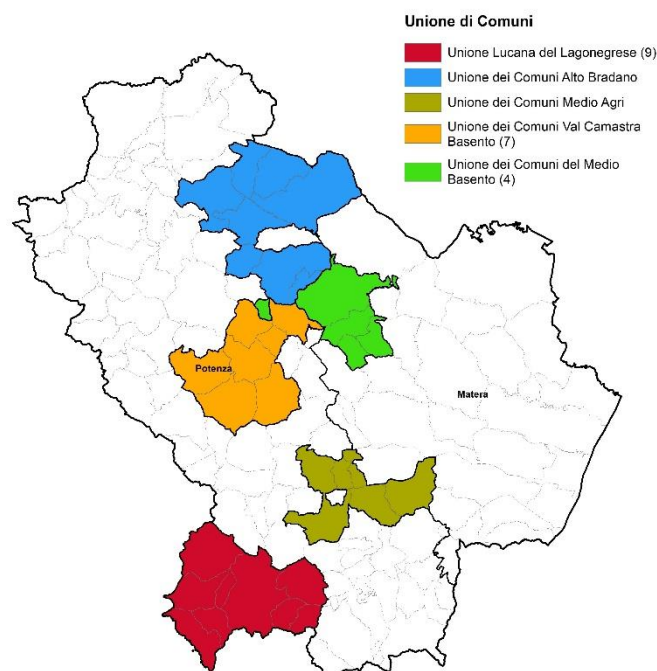 Unione di Comuni
Unione Lucana del Lagonegrese (9)
Unione dei Comuni Alto Bradano
Unione dei Comuni Medio Agri
Unione dei Comuni Val Camastra
Basento (7)
Unione dei Comuni del Medio
Basento (4)
Potenza
Matera